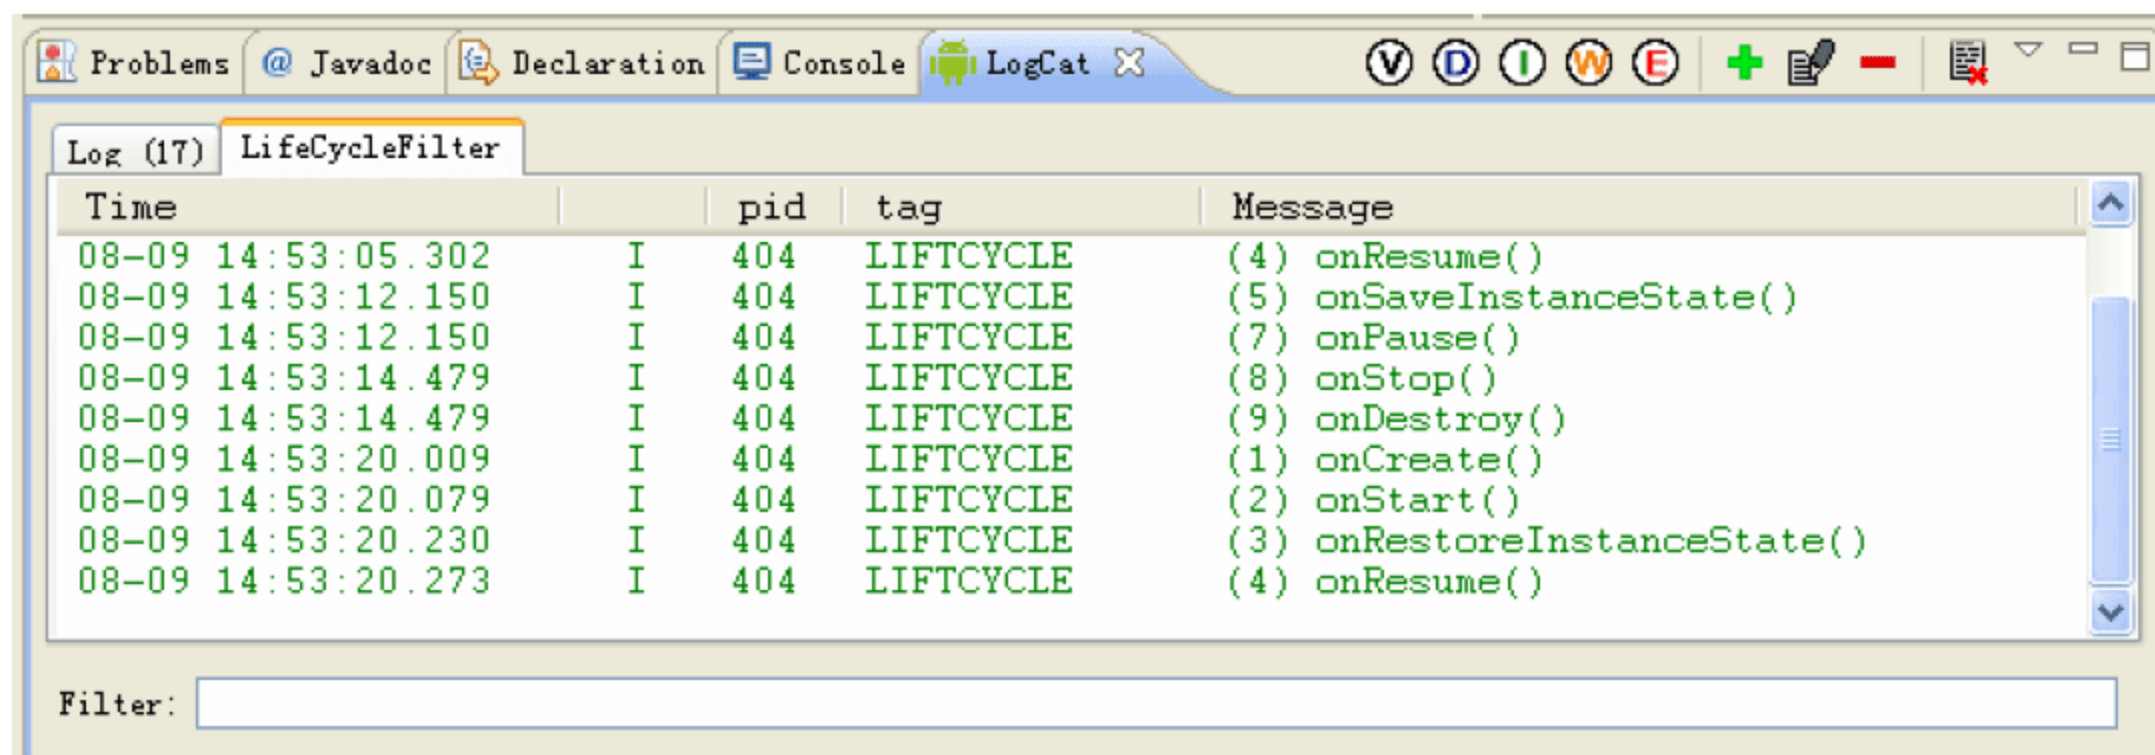 Problems @ Javadoc Declaration Console LogCat V D I W E
Log (17) LifeCycleFilter
Time pid tag Message
08-09 14:53:05.302 I 404 LIFTCYCLE (4) onResume()
08-09 14:53:12.150 I 404 LIFTCYCLE (5) onSaveInstanceState()
08-09 14:53:12.150 I 404 LIFTCYCLE (7) onPause()
08-09 14:53:14.479 I 404 LIFTCYCLE (8) onStop()
08-09 14:53:14.479 I 404 LIFTCYCLE (9) onDestroy()
08-09 14:53:20.009 I 404 LIFTCYCLE (1) onCreate()
08-09 14:53:20.079 I 404 LIFTCYCLE (2) onStart()
08-09 14:53:20.230 I 404 LIFTCYCLE (3) onRestoreInstanceState()
08-09 14:53:20.273 I 404 LIFTCYCLE (4) onResume()
Filter: